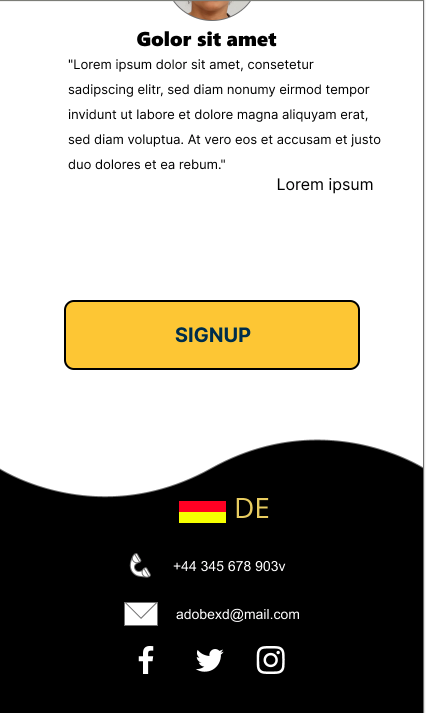 Golor sit amet
"Lorem ipsum dolor sit amet, consetetur
sadipscing elitr, sed diam nonumy eirmod tempor
invidunt ut labore et dolore magna aliquyam erat,
sed diam voluptua. At vero eos et accusam et justo
duo dolores et ea rebum."
Lorem ipsum
SIGNUP
DE
+44 345 678 903v
adobexd@mail.com